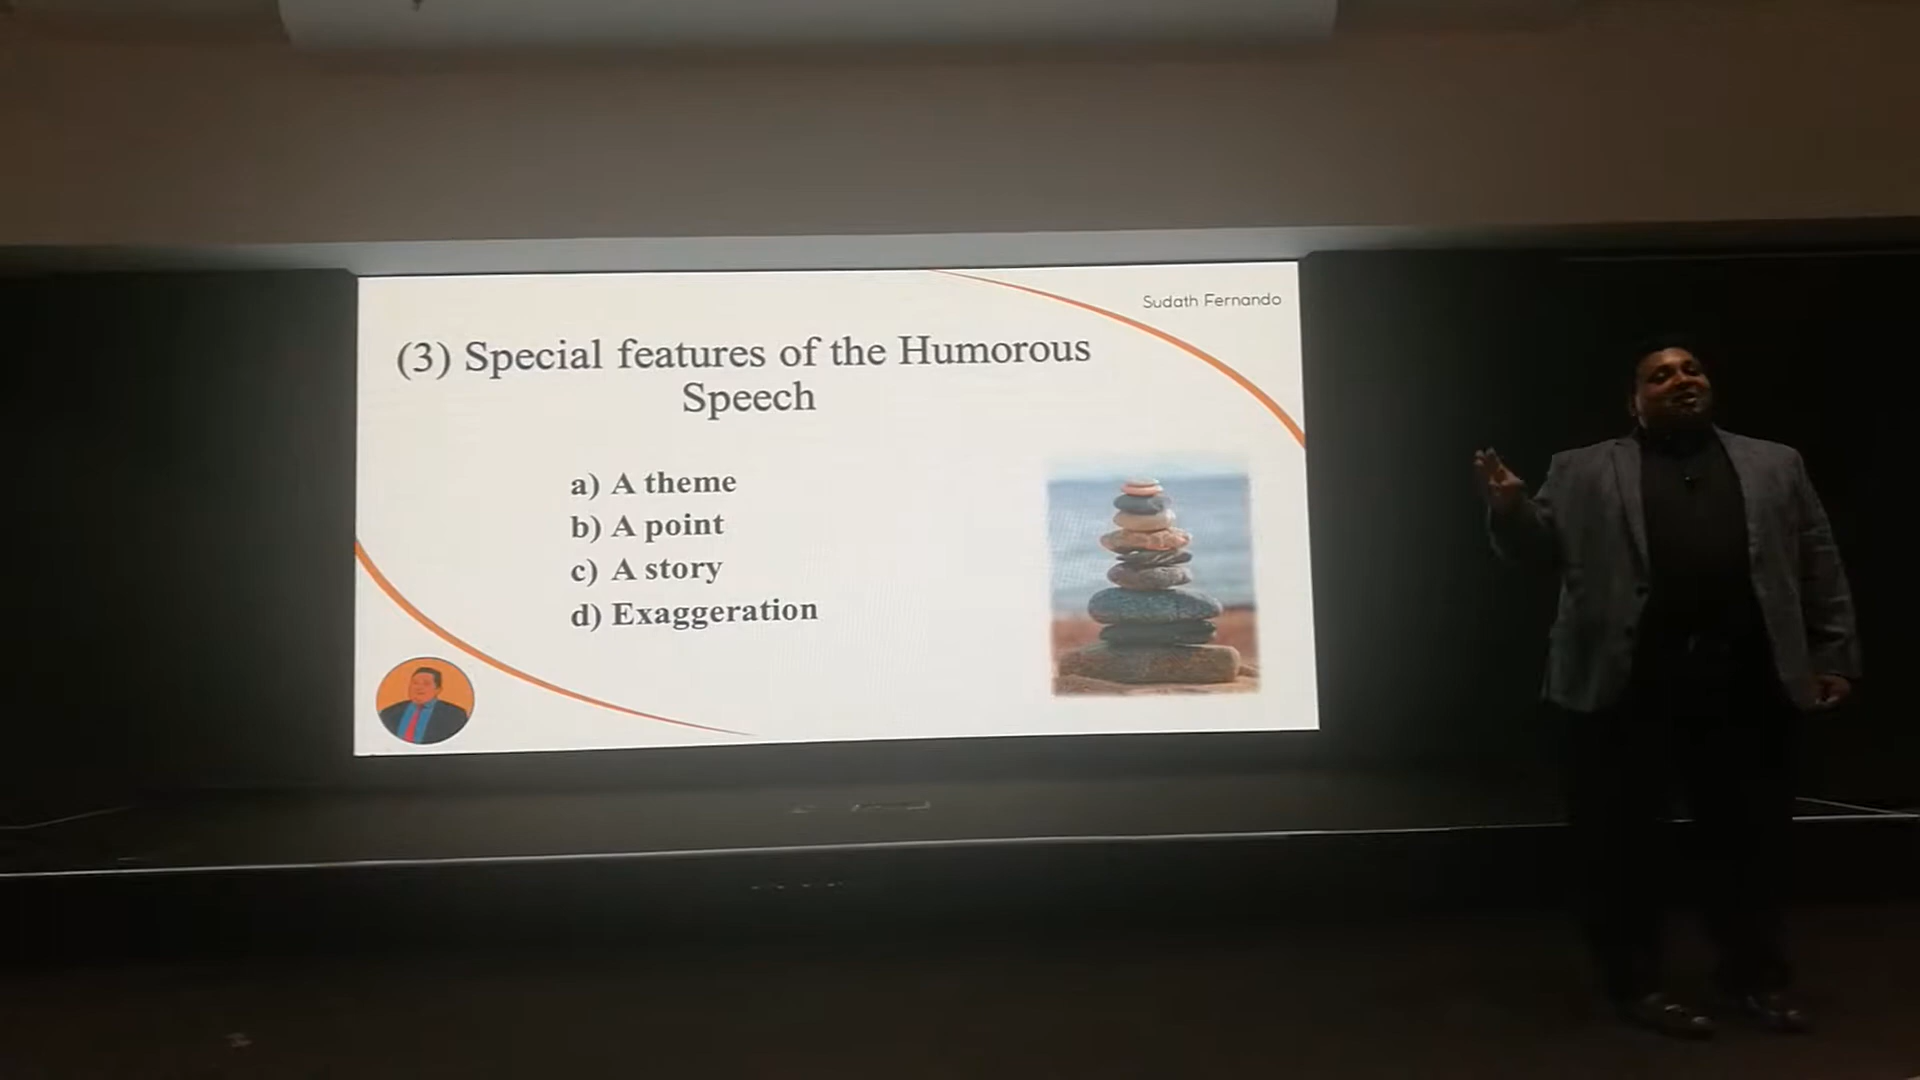 Sudath Fernando
(3) Special features of the Humorous
Speech
a) A theme
b) A point
c) A story
d) Exaggeration